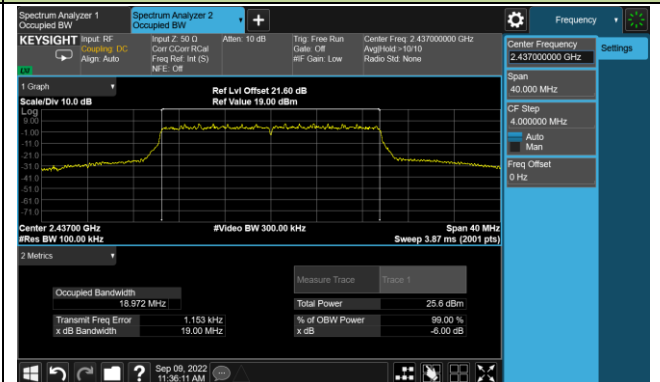 Spectrum Analyzer 1
Occupied BW
Spectrum Analyzer 2
Occupied BW
+
Frequency
KEYSIGHT
Input: RF
Coupling: DC
Align: Auto
Input Z: 50 Ω
Corr CCorr RCal
Freq Ref: Int (S)
NFE: Off
Atten: 10 dB
Trig: Free Run
Gate: Off
#IF Gain: Low
Center Freq: 2.437000000 GHz
Avg|Hold:>10/10
Radio Std: None
Center Frequency
2.437000000 GHz
Settings
Span
40.000 MHz
CF Step
4.000000 MHz
Auto
Man
Freq Offset
0 Hz
1 Graph
Scale/Div 10.0 dB
Ref Lvl Offset 21.60 dB
Ref Value 19.00 dBm
Log
9.00
-1.00
-11.0
-21.0
-31.0
-41.0
-51.0
-61.0
-71.0
Center 2.43700 GHz
#Res BW 100.00 kHz
#Video BW 300.00 kHz
Span 40 MHz
Sweep 3.87 ms (2001 pts)
2 Metrics
Measure Trace
Trace 1
Occupied Bandwidth
18.972 MHz
Total Power
25.6 dBm
Transmit Freq Error
1.153 kHz
% of OBW Power
99.00 %
x dB Bandwidth
19.00 MHz
x dB
-6.00 dB
?
Sep 09, 2022
11:36:11 AM